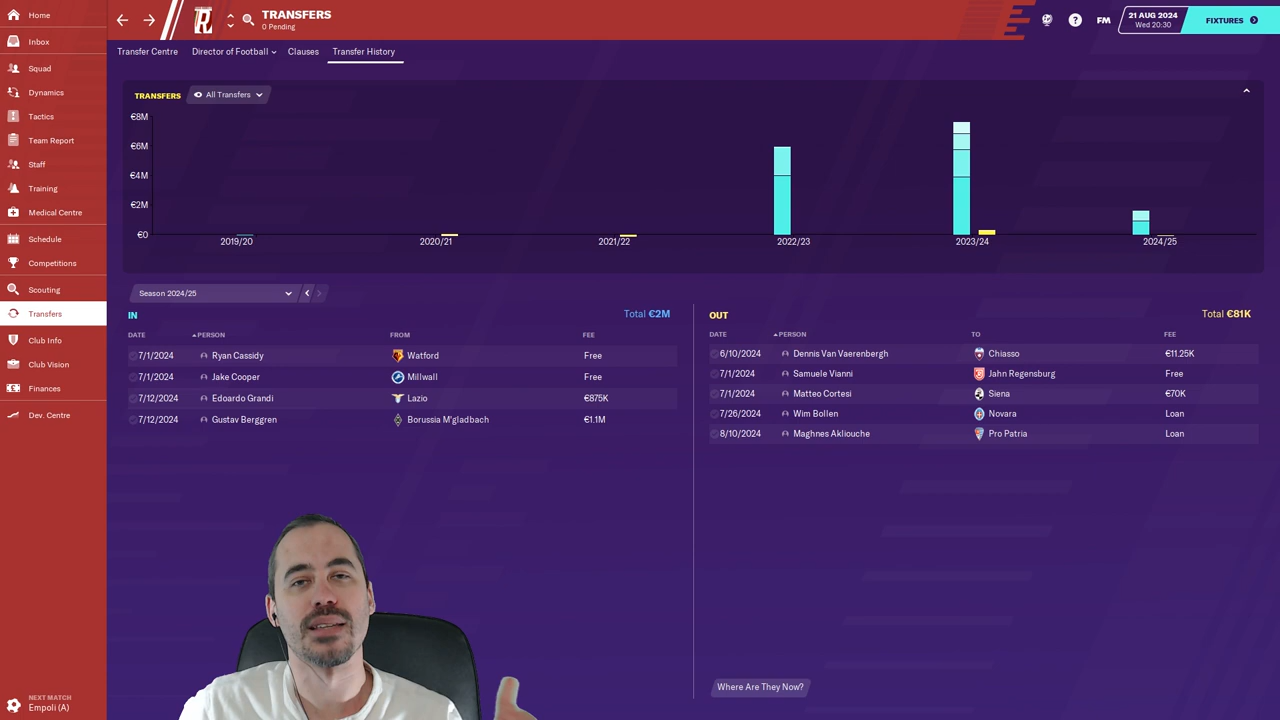 Home
Inbox
Squad
Dynamics
Tactics
Team Report
Staff
Training
Medical Centre
Schedule
Competitions
Scouting
Transfers
Club Info
Club Vision
Finances
Dev. Centre
NEXT MATCH
Empoli (A)
TRANSFERS
0 Pending
? FM
21 AUG 2024
Wed 20:30
FIXTURES
Transfer Centre Director of Football Clauses Transfer History
TRANSFERS All Transfers
€8M
€6M
€4M
€2M
€0
2019/20 2020/21 2021/22 2022/23 2023/24 2024/25
Season 2024/25
IN Total €2M
DATE PERSON FROM FEE
7/1/2024 Ryan Cassidy Watford Free
7/1/2024 Jake Cooper Millwall Free
7/12/2024 Edoardo Grandi Lazio €875K
7/12/2024 Gustav Berggren Borussia M'gladbach €1.1M
OUT Total €81K
DATE PERSON TO FEE
6/10/2024 Dennis Van Vaerenbergh Chiasso €11.25K
7/1/2024 Samuele Vianni Jahn Regensburg Free
7/1/2024 Matteo Cortesi Siena €70K
7/26/2024 Wim Bollen Novara Loan
8/10/2024 Maghnes Akliouche Pro Patria Loan
Where Are They Now?